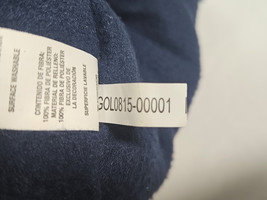 SURFACE WASHABLE
CONTENIDO DE FIBRA:
100% FIBRA DE POLIÉSTER
MATERIAL DE RELLENO:
100% FIBRA DE POLIÉSTER
EXCLUSIVO DE
LA DECORACIÓN
SUPERFICIE LAVABLE
GOL0815-00001